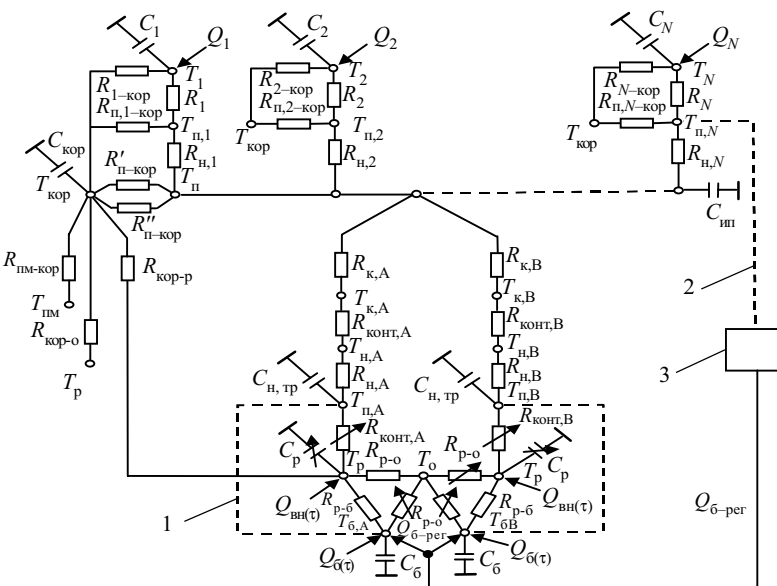 C1 Q1 C2 Q2 CN QN
T1 T2 TN
R1–кор R1 R2–кор R2 RN–кор RN
Rп,1–кор Tп,1 Rп,2–кор Tп,2 Rп,N–кор Tп,N
Cкор Tкор Tкор
R′п–кор Rн,1 Rн,2 Rн,N
Tкор Tп
R″п–кор Cип
Rпм-кор Rкор-р Rк,А Rк,В
Tпм Tк,А Tк,В 2
Rкор-о Rконт,А Rконт,В
Tн,А Tн,В 3
Tр Cн, тр Rн,А Cн, тр Rн,В
Tп,А Tп,В
Cр Rконт,А Rр-о Rконт,В
Tр Rр-о Tо Tр Cр
1 Qвн(τ) Rр-б Rр-о Rр-б Qвн(τ) Qб–рег
Tб,А Qб–рег TбВ
Qб(τ) Cб Cб Qб(τ)